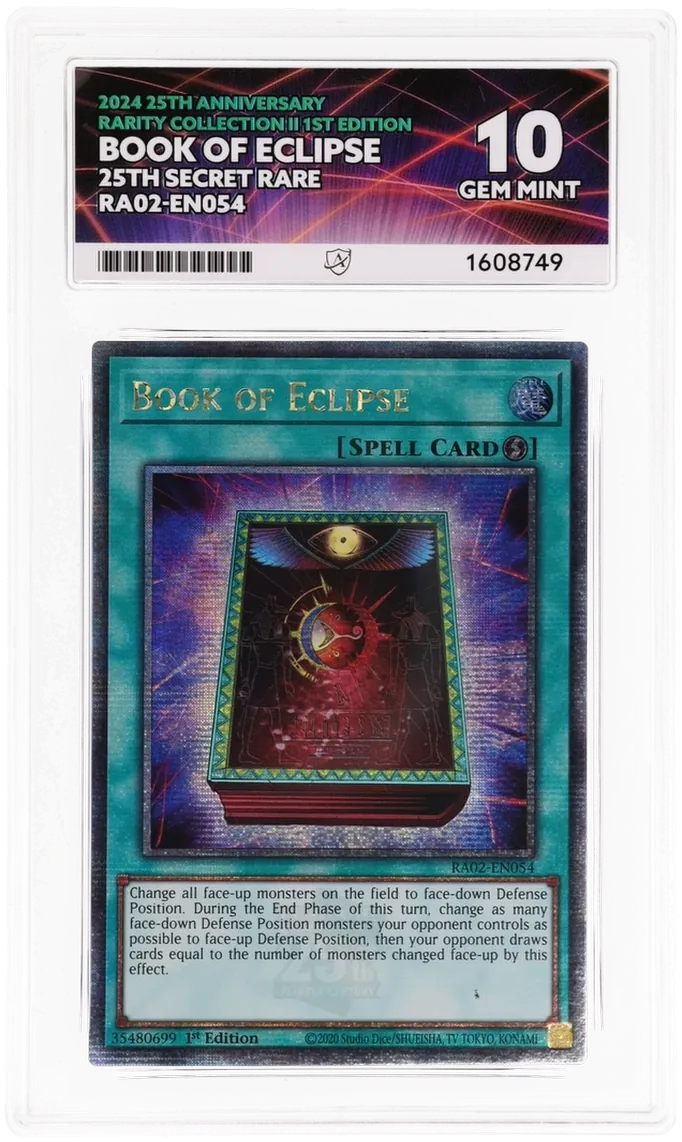 2024 25TH ANNIVERSARY
RARITY COLLECTION II 1ST EDITION
BOOK OF ECLIPSE
25TH SECRET RARE
RA02-EN054
10
GEM MINT
1608749
BOOK OF ECLIPSE
魔
[SPELL CARD]
RA02-EN054
Change all face-up monsters on the field to face-down Defense
Position. During the End Phase of this turn, change as many
face-down Defense Position monsters your opponent controls as
possible to face-up Defense Position, then your opponent draws
cards equal to the number of monsters changed face-up by this
effect.
35480699 1st Edition
©2020 Studio Dice/SHUEISHA, TV TOKYO, KONAMI